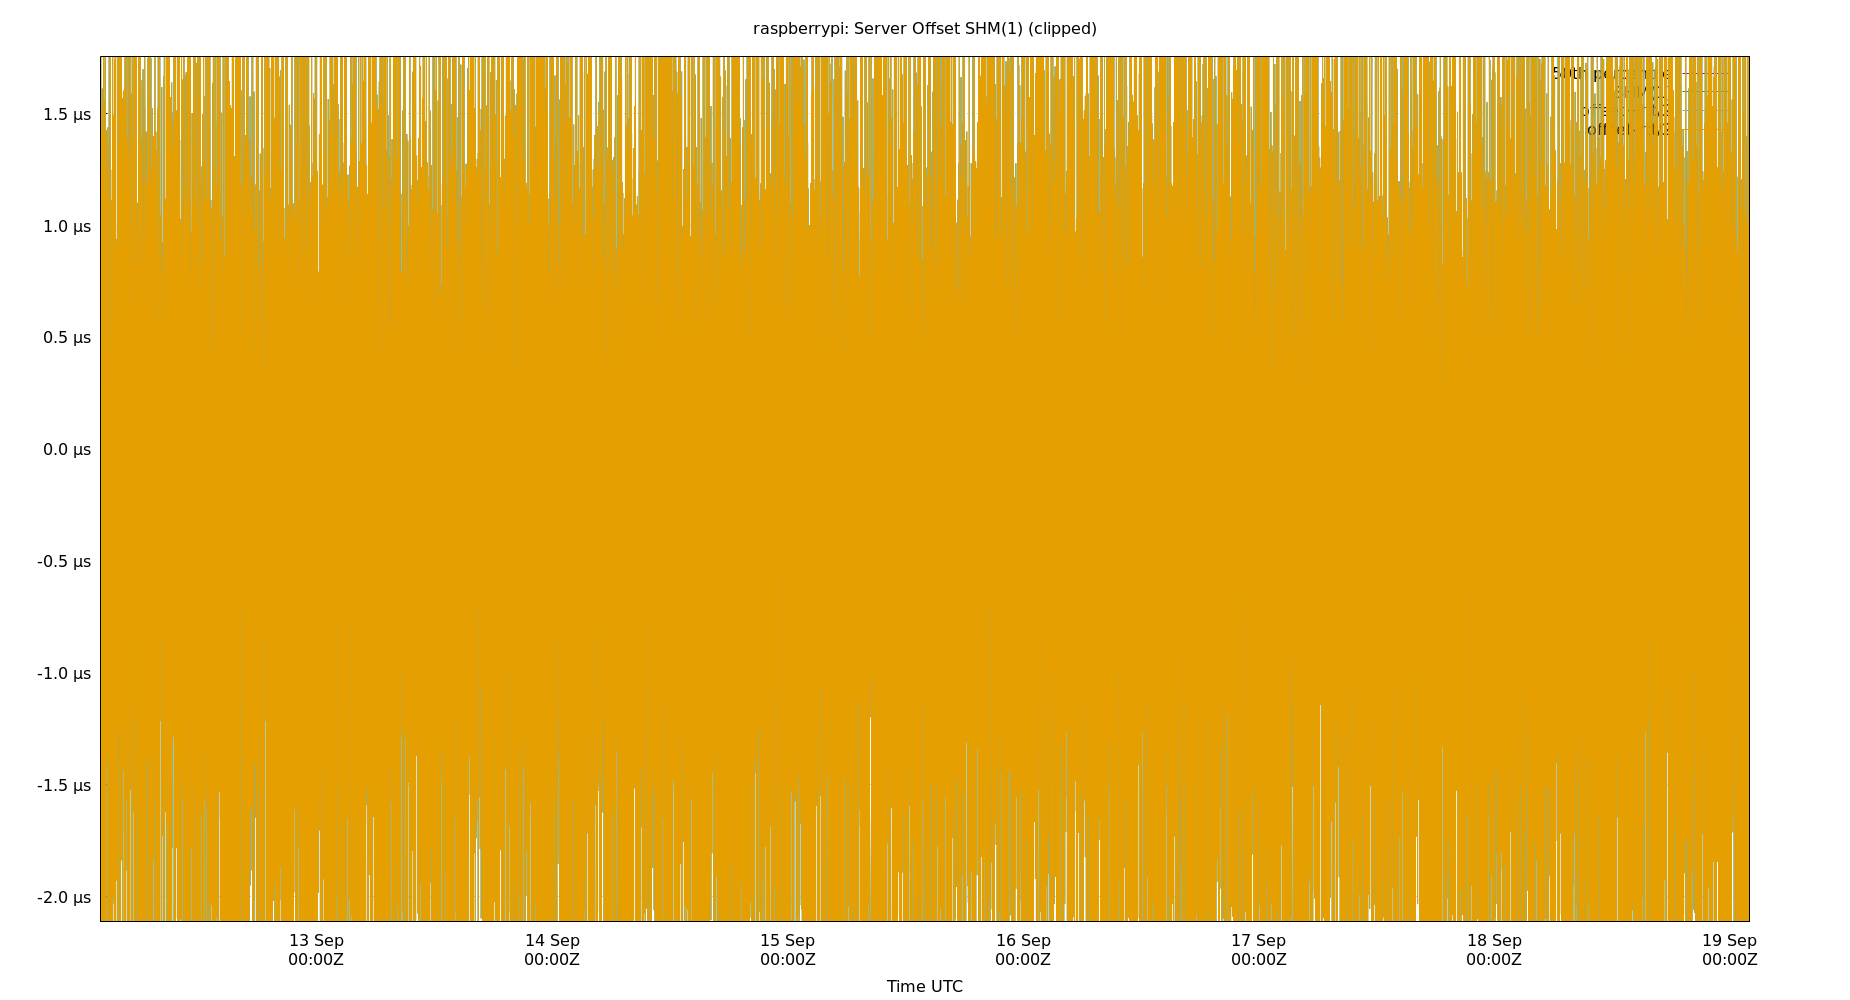 raspberrypi: Server Offset SHM(1) (clipped)
1.5 µs
1.0 µs
0.5 µs
0.0 µs
-0.5 µs
-1.0 µs
-1.5 µs
-2.0 µs
50th percentile
13 Sep 14 Sep 15 Sep 16 Sep 17 Sep 18 Sep 19 Sep
00:00Z 00:00Z 00:00Z 00:00Z 00:00Z 00:00Z 00:00Z
Time UTC